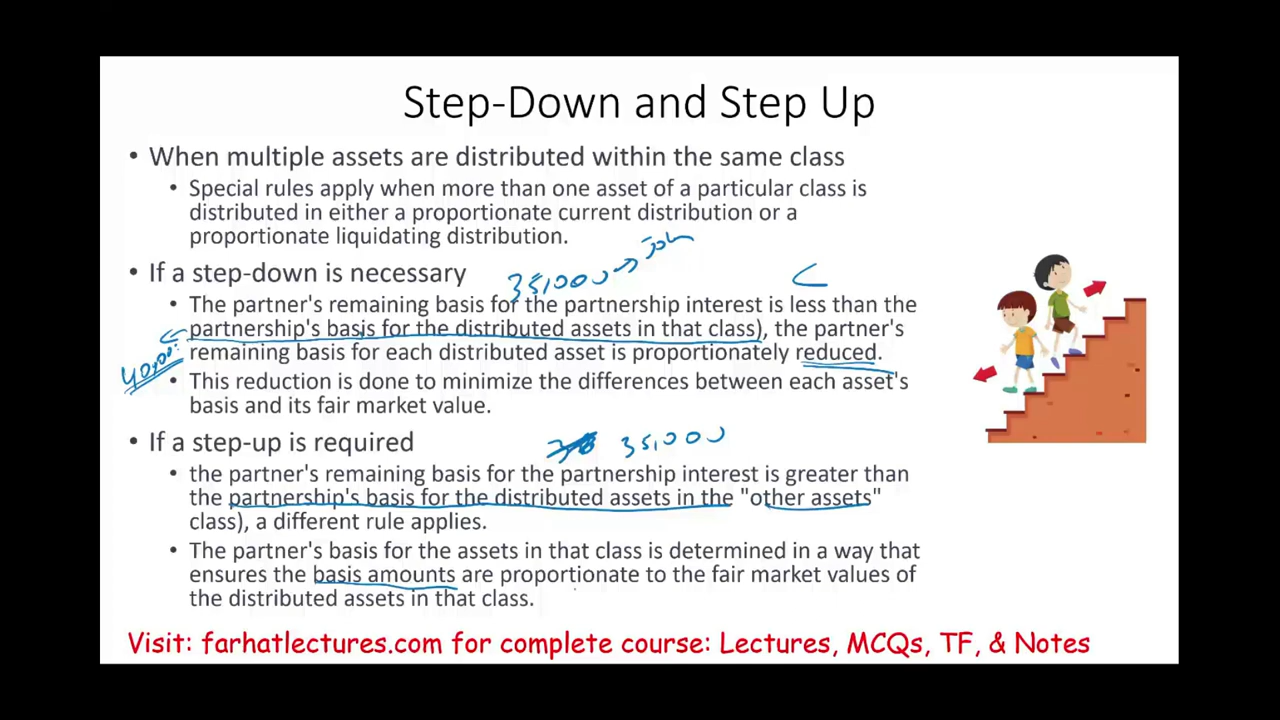 Step-Down and Step Up
• When multiple assets are distributed within the same class
• Special rules apply when more than one asset of a particular class is
distributed in either a proportionate current distribution or a
proportionate liquidating distribution.
35,000 → John
• If a step-down is necessary
• The partner's remaining basis for the partnership interest is less than the
partnership's basis for the distributed assets in that class), the partner's
remaining basis for each distributed asset is proportionately reduced.
40,000
• This reduction is done to minimize the differences between each asset's
basis and its fair market value.
• If a step-up is required
35,000
• the partner's remaining basis for the partnership interest is greater than
the partnership's basis for the distributed assets in the "other assets"
class), a different rule applies.
• The partner's basis for the assets in that class is determined in a way that
ensures the basis amounts are proportionate to the fair market values of
the distributed assets in that class.
Visit: farhatlectures.com for complete course: Lectures, MCQs, TF, & Notes